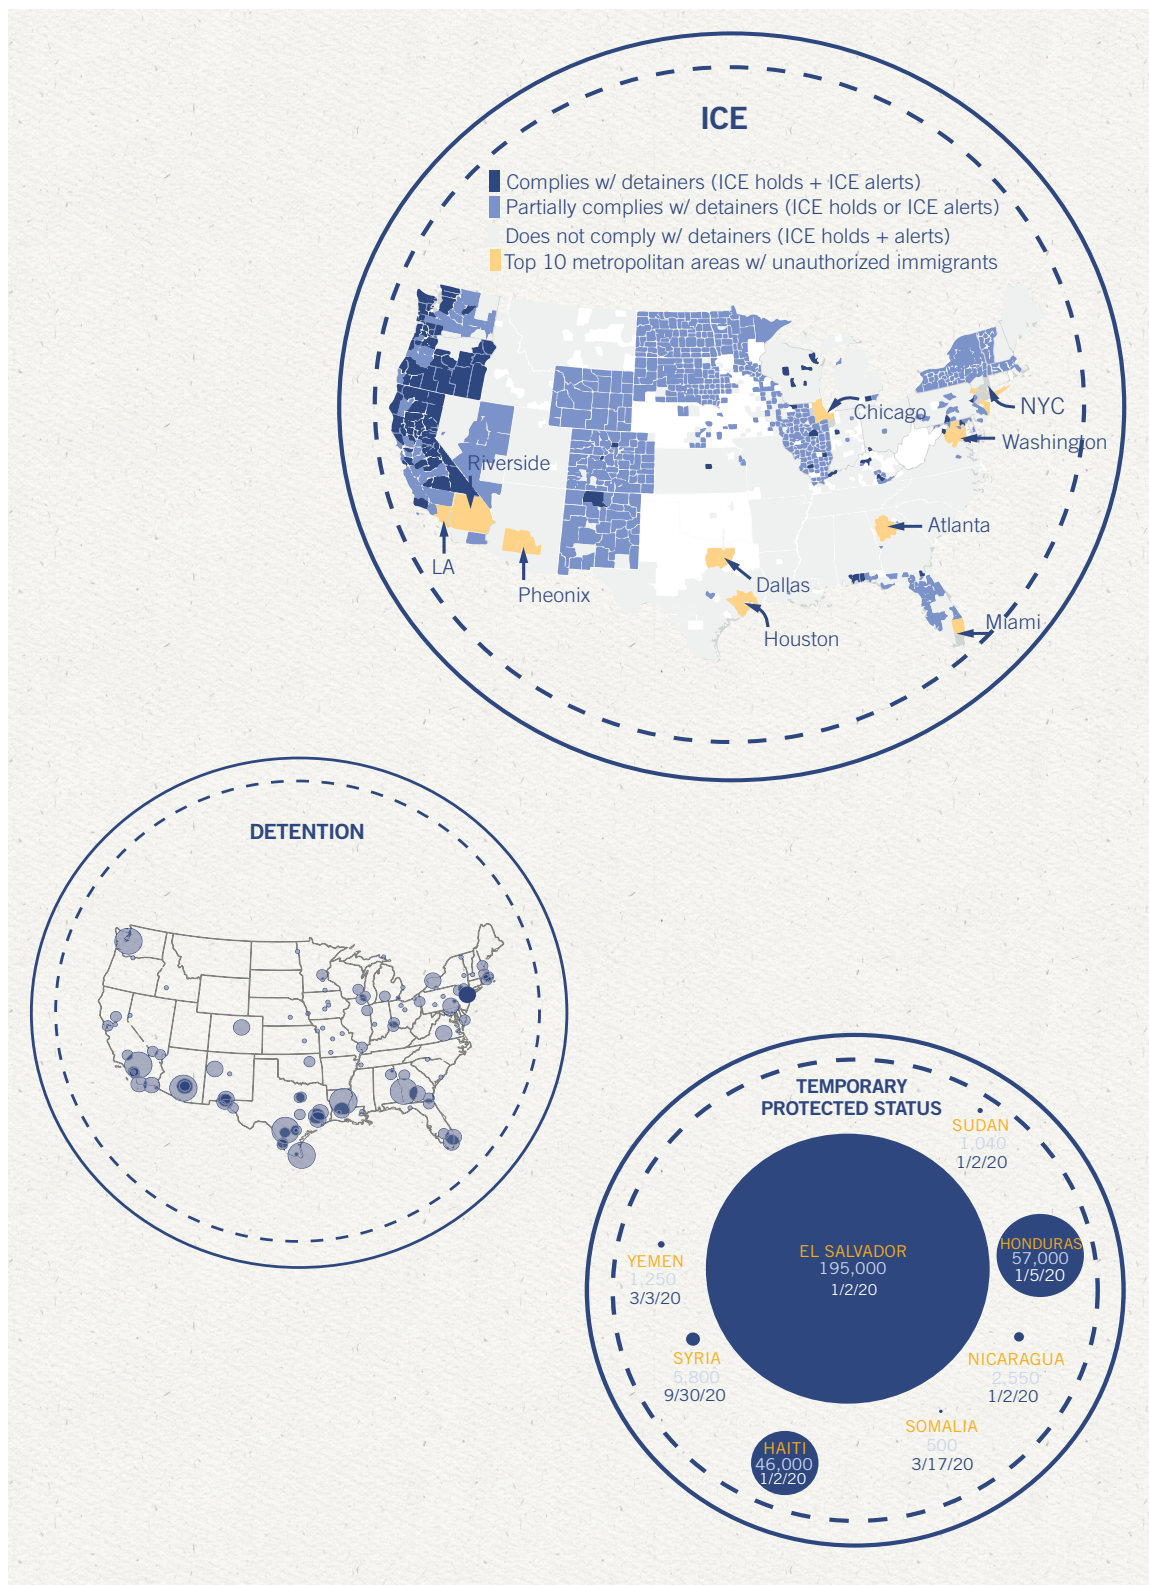 ICE
Complies w/ detainers (ICE holds + ICE alerts)
Partially complies w/ detainers (ICE holds or ICE alerts)
Does not comply w/ detainers (ICE holds + alerts)
Top 10 metropolitan areas w/ unauthorized immigrants
Chicago
NYC
Washington
Riverside
Atlanta
LA
Pheonix
Dallas
Houston
Miami
DETENTION
TEMPORARY
PROTECTED STATUS
SUDAN
1,040
1/2/20
EL SALVADOR
195,000
1/2/20
HONDURAS
57,000
1/5/20
YEMEN
1,250
3/3/20
SYRIA
5,800
9/30/20
NICARAGUA
2,550
1/2/20
SOMALIA
500
3/17/20
HAITI
46,000
1/2/20